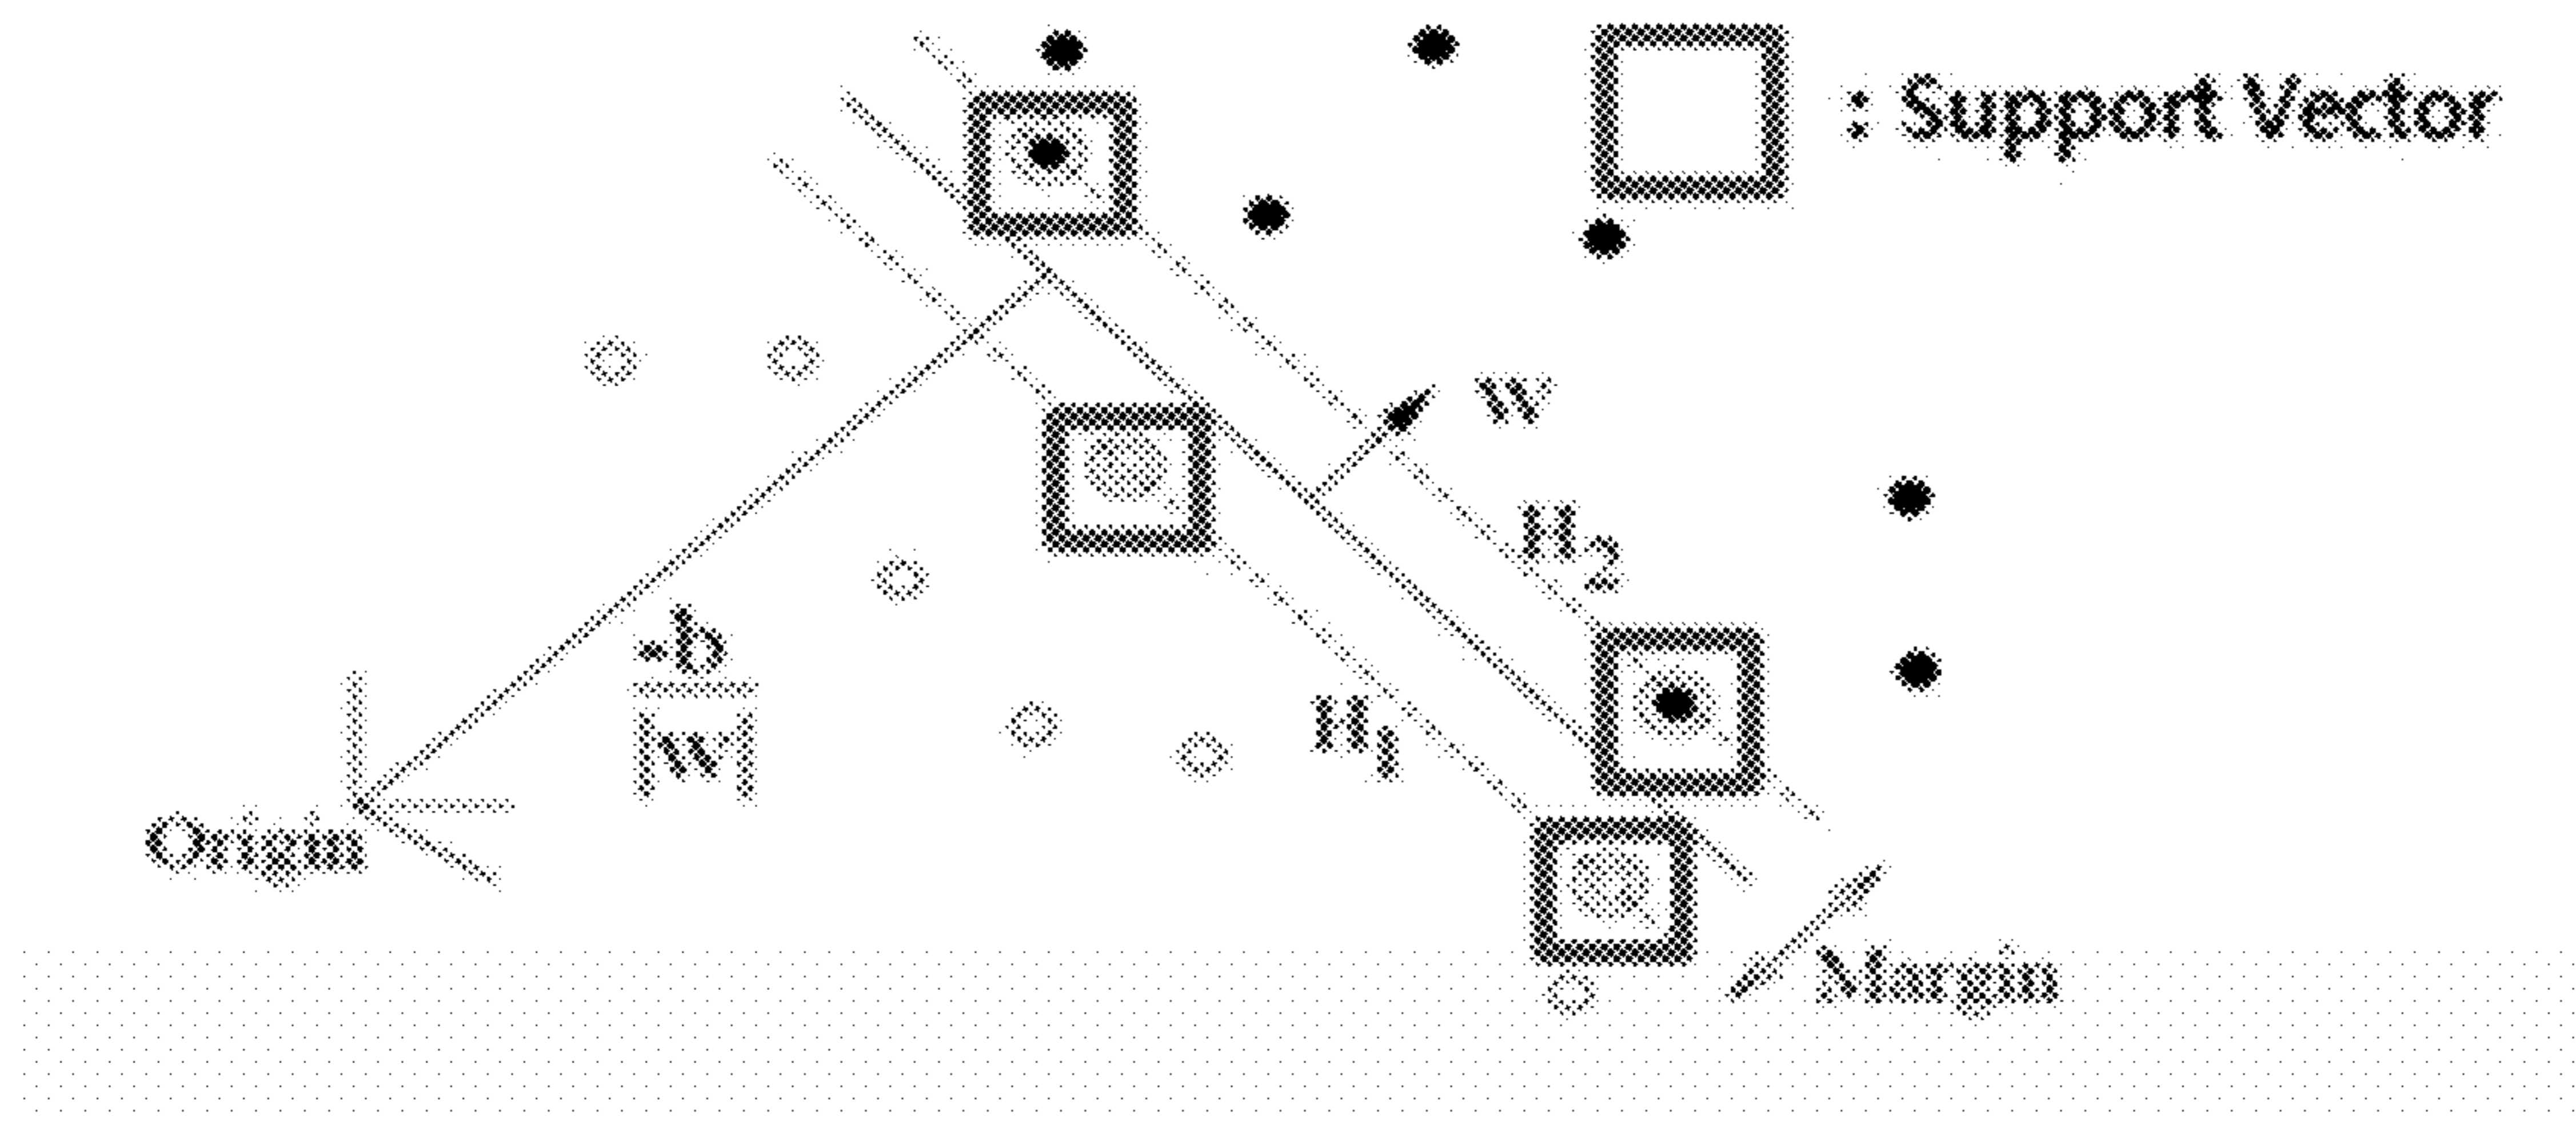 : Support Vector
w
H2
-b
|w|
H1
Origin
Margin